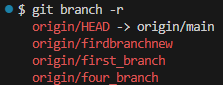 $ git branch -r
origin/HEAD -> origin/main
origin/firdbranchnew
origin/first_branch
origin/four_branch